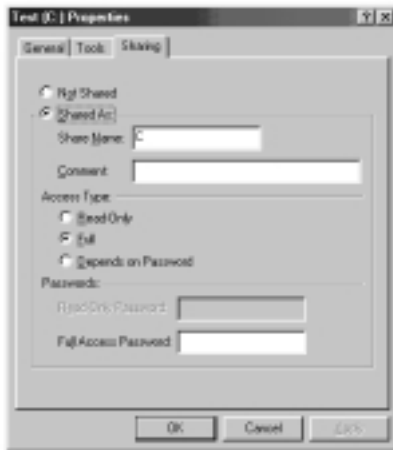 Test (C:) Properties
General Tools Sharing
Not Shared
Shared As:
Share Name: C
Comment:
Access Type:
Read-Only
Full
Depends on Password
Passwords:
Read-Only Password:
Full Access Password:
OK Cancel Apply